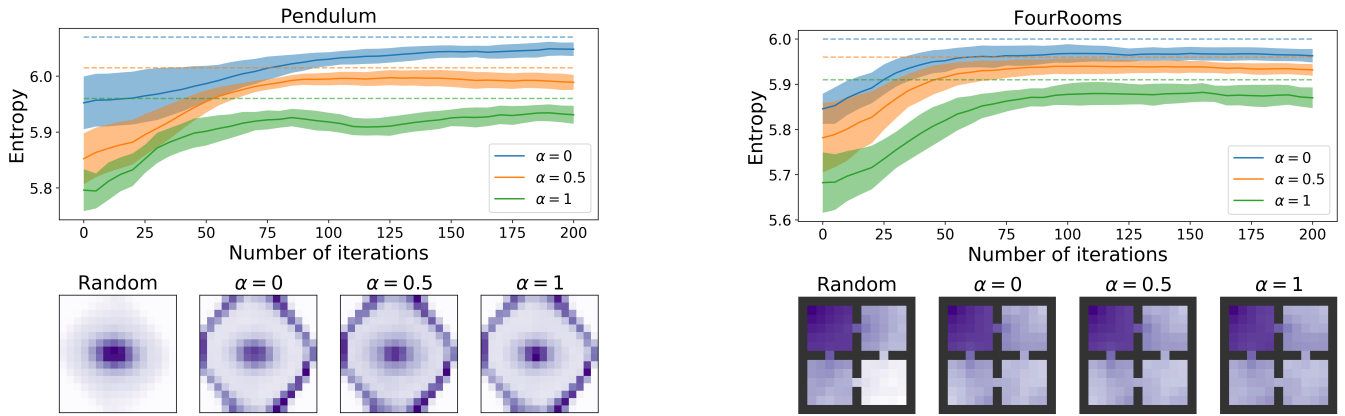 Pendulum
Entropy
6.0
5.9
5.8
α = 0
α = 0.5
α = 1
0 25 50 75 100 125 150 175 200
Number of iterations
Random α = 0 α = 0.5 α = 1
FourRooms
Entropy
6.0
5.9
5.8
5.7
5.6
α = 0
α = 0.5
α = 1
0 25 50 75 100 125 150 175 200
Number of iterations
Random α = 0 α = 0.5 α = 1